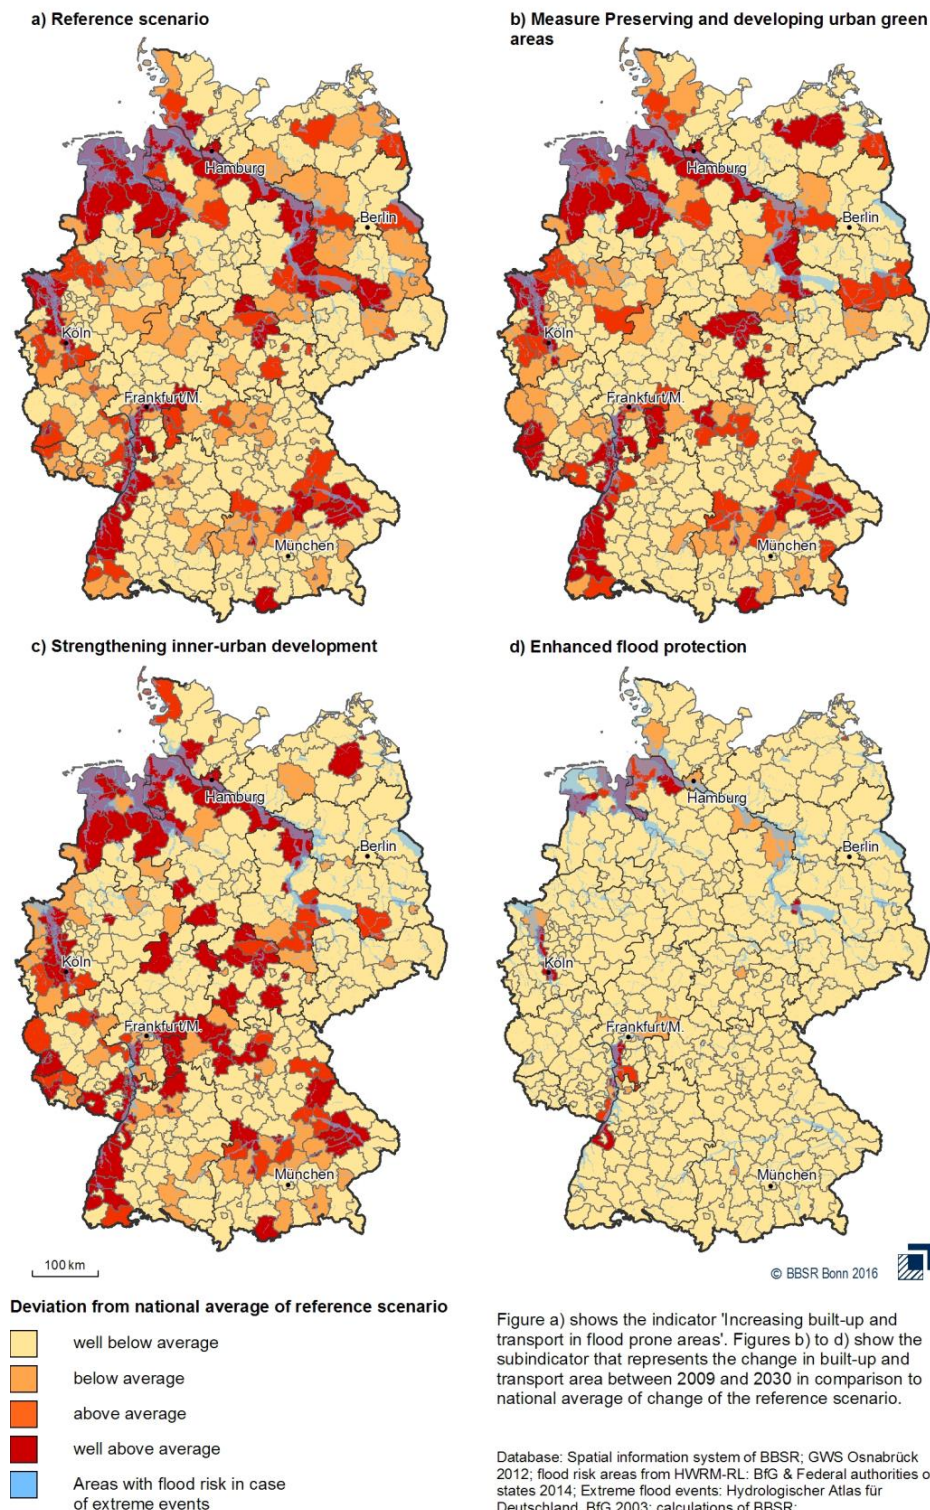 a) Reference scenario
b) Measure Preserving and developing urban green
areas
Hamburg
Berlin
Köln
Frankfurt/M.
München
Hamburg
Berlin
Köln
Frankfurt/M.
München
c) Strengthening inner-urban development
d) Enhanced flood protection
Hamburg
Berlin
Köln
Frankfurt/M.
München
Hamburg
Berlin
Köln
Frankfurt/M.
München
100 km
© BBSR Bonn 2016
Deviation from national average of reference scenario
well below average
below average
above average
well above average
Areas with flood risk in case
of extreme events
Figure a) shows the indicator 'Increasing built-up and
transport in flood prone areas'. Figures b) to d) show the
subindicator that represents the change in built-up and
transport area between 2009 and 2030 in comparison to
national average of change of the reference scenario.
Database: Spatial information system of BBSR; GWS Osnabrück
2012; flood risk areas from HWRM-RL: BfG & Federal authorities o
states 2014; Extreme flood events: Hydrologischer Atlas für
Deutschland, BfG 2003; calculations of BBSR;